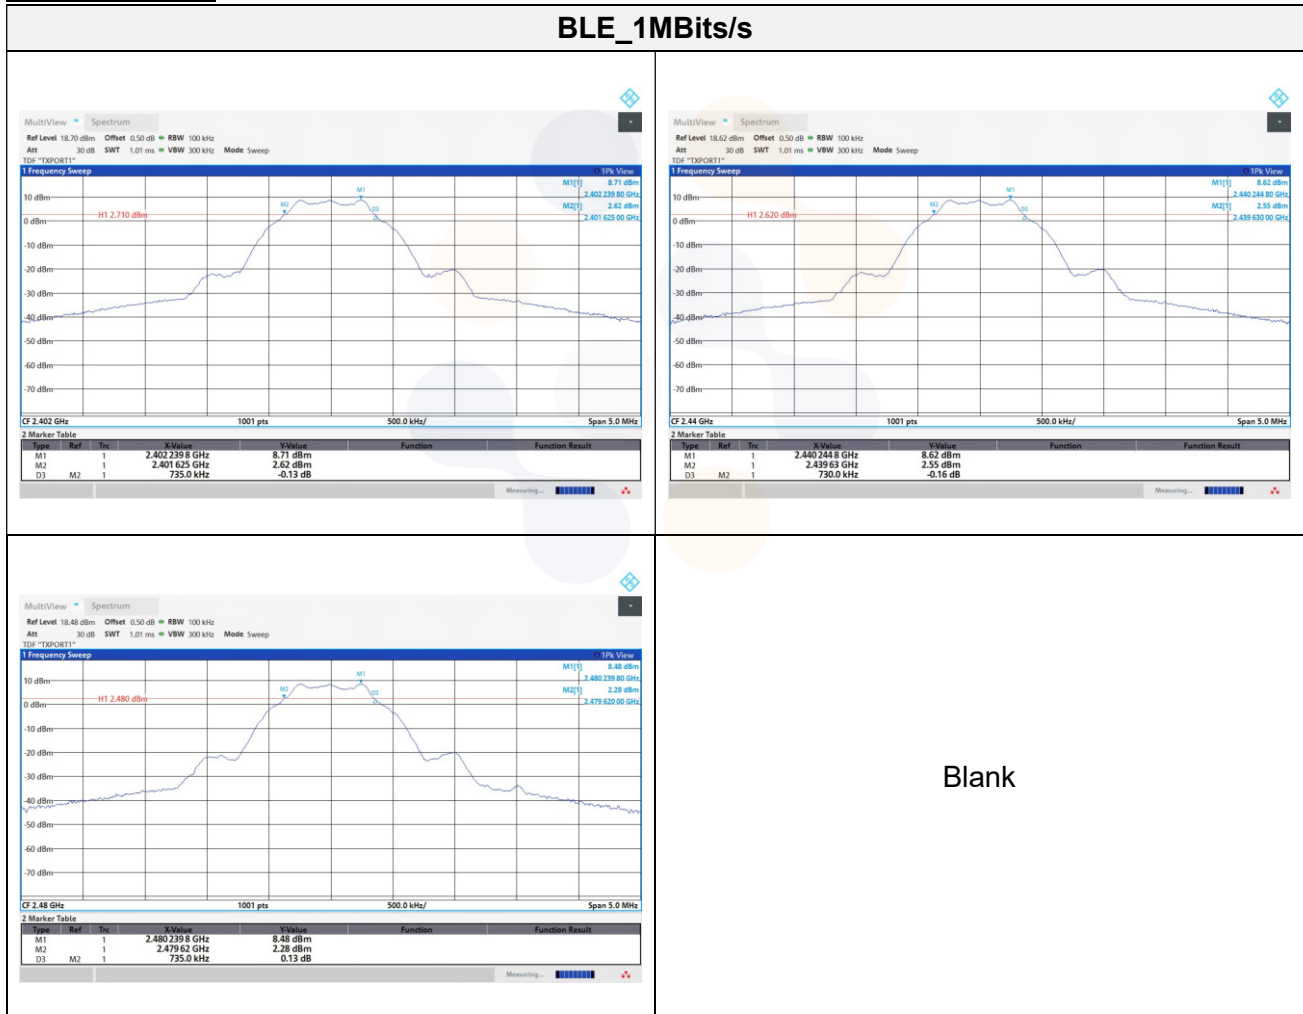 BLE_1MBits/s
MultiView Spectrum
Ref Level 18.70 dBm Offset 0.50 dB RBW 100 kHz
Att 30 dB SWT 1.01 ms VBW 300 kHz Mode Sweep
TDF "TXPORT1"
1 Frequency Sweep 1Pk View
M1[1] 8.71 dBm
2.402 239 80 GHz
M2[1] 2.62 dBm
2.401 625 00 GHz
M1
M2
D3
H1 2.710 dBm
10 dBm
0 dBm
-10 dBm
-20 dBm
-30 dBm
-40 dBm
-50 dBm
-60 dBm
-70 dBm
CF 2.402 GHz 1001 pts 500.0 kHz/ Span 5.0 MHz
2 Marker Table
Type Ref Trc X-Value Y-Value Function Function Result
M1 1 2.402 239 8 GHz 8.71 dBm
M2 1 2.401 625 GHz 2.62 dBm
D3 M2 1 735.0 kHz -0.13 dB
Measuring...
MultiView Spectrum
Ref Level 18.62 dBm Offset 0.50 dB RBW 100 kHz
Att 30 dB SWT 1.01 ms VBW 300 kHz Mode Sweep
TDF "TXPORT1"
1 Frequency Sweep 1Pk View
M1[1] 8.62 dBm
2.440 244 80 GHz
M2[1] 2.55 dBm
2.439 630 00 GHz
M1
M2
D3
H1 2.620 dBm
10 dBm
0 dBm
-10 dBm
-20 dBm
-30 dBm
-40 dBm
-50 dBm
-60 dBm
-70 dBm
CF 2.44 GHz 1001 pts 500.0 kHz/ Span 5.0 MHz
2 Marker Table
Type Ref Trc X-Value Y-Value Function Function Result
M1 1 2.440 244 8 GHz 8.62 dBm
M2 1 2.439 63 GHz 2.55 dBm
D3 M2 1 730.0 kHz -0.16 dB
Measuring...
MultiView Spectrum
Ref Level 18.48 dBm Offset 0.50 dB RBW 100 kHz
Att 30 dB SWT 1.01 ms VBW 300 kHz Mode Sweep
TDF "TXPORT1"
1 Frequency Sweep 1Pk View
M1[1] 8.48 dBm
2.480 239 80 GHz
M2[1] 2.28 dBm
2.479 620 00 GHz
M1
M2
D3
H1 2.480 dBm
10 dBm
0 dBm
-10 dBm
-20 dBm
-30 dBm
-40 dBm
-50 dBm
-60 dBm
-70 dBm
CF 2.48 GHz 1001 pts 500.0 kHz/ Span 5.0 MHz
2 Marker Table
Type Ref Trc X-Value Y-Value Function Function Result
M1 1 2.480 239 8 GHz 8.48 dBm
M2 1 2.479 62 GHz 2.28 dBm
D3 M2 1 735.0 kHz 0.13 dB
Measuring...
Blank